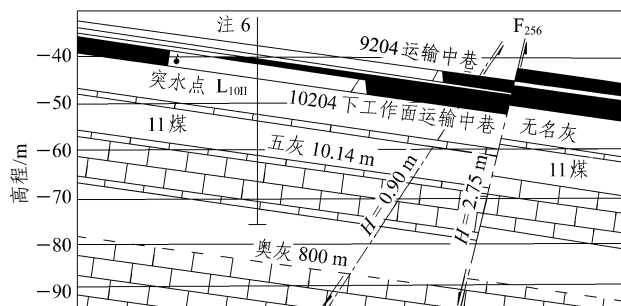 注 6
9204 运输中巷
F256
-40
突水点 L10Ⅱ
-50
10204 下工作面运输中巷
无名灰
11 煤
五灰 10.14 m
-60
11 煤
高程/m
H = 0.90 m
H = 2.75 m
-70
-80
奥灰 800 m
-90